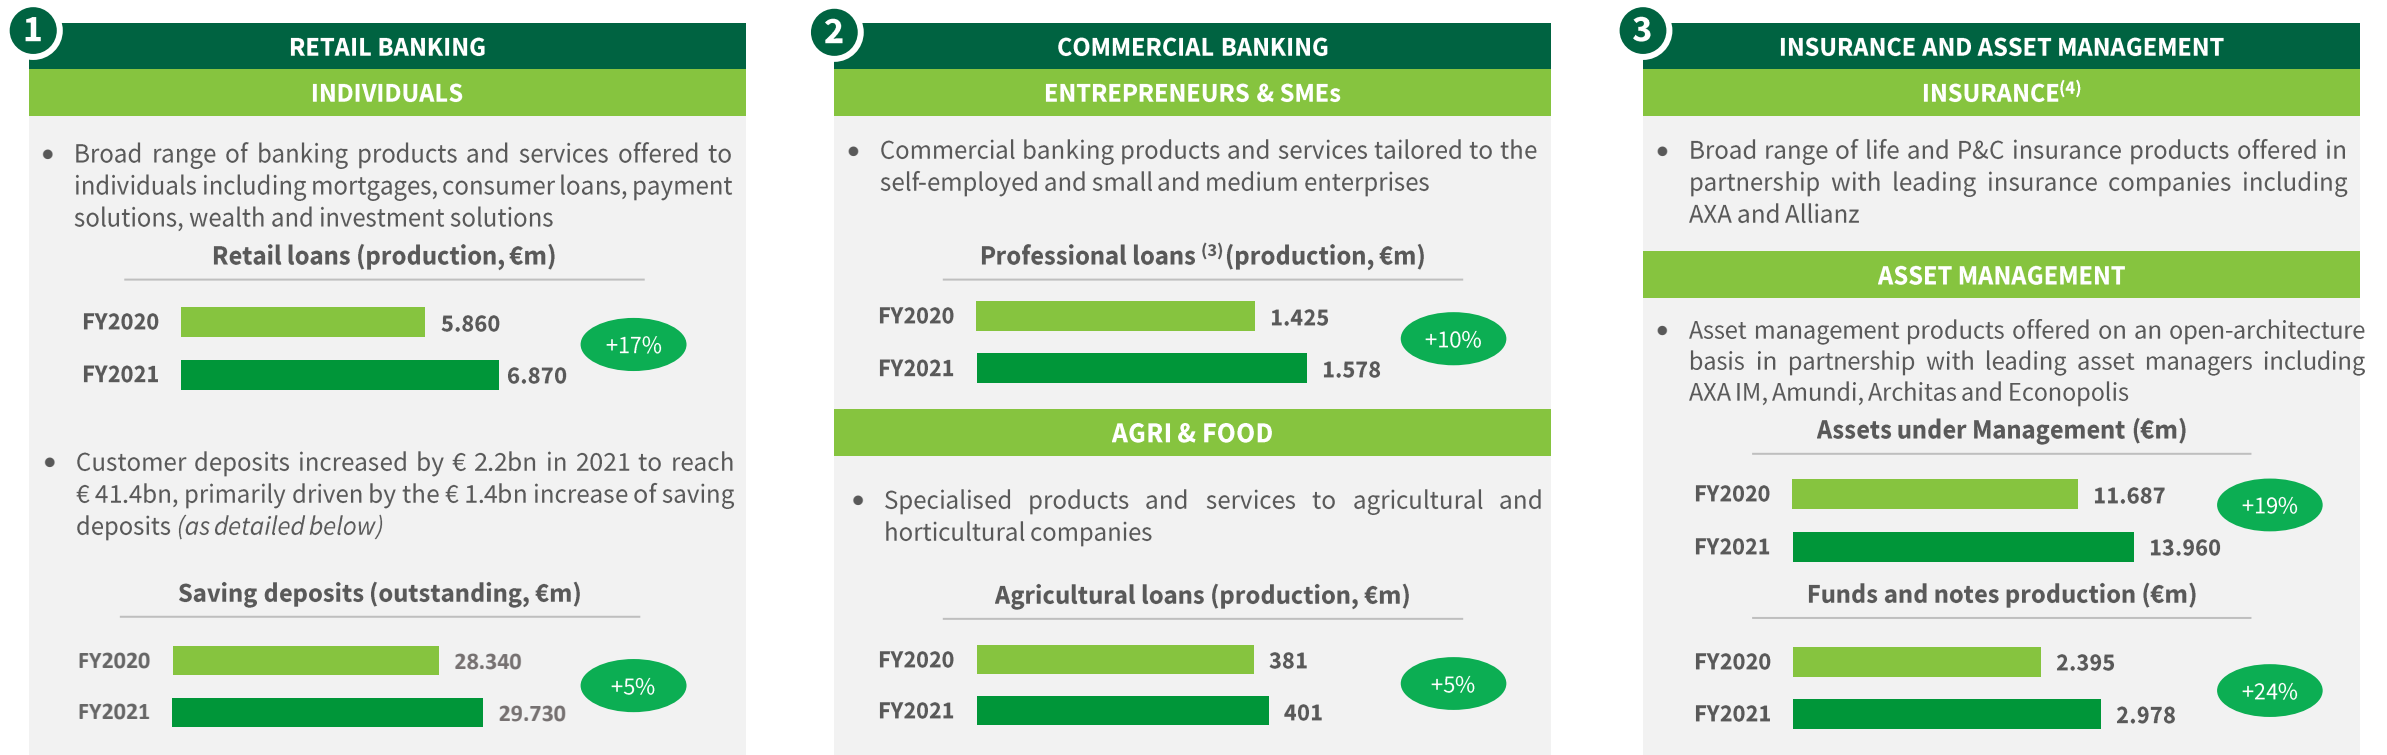 1
RETAIL BANKING
INDIVIDUALS
• Broad range of banking products and services offered to
individuals including mortgages, consumer loans, payment
solutions, wealth and investment solutions
Retail loans (production, €m)
FY2020 5.860
+17%
FY2021 6.870
• Customer deposits increased by € 2.2bn in 2021 to reach
€ 41.4bn, primarily driven by the € 1.4bn increase of saving
deposits (as detailed below)
Saving deposits (outstanding, €m)
FY2020 28.340
+5%
FY2021 29.730
2
COMMERCIAL BANKING
ENTREPRENEURS & SMEs
• Commercial banking products and services tailored to the
self-employed and small and medium enterprises
Professional loans (3) (production, €m)
FY2020 1.425
+10%
FY2021 1.578
AGRI & FOOD
• Specialised products and services to agricultural and
horticultural companies
Agricultural loans (production, €m)
FY2020 381
+5%
FY2021 401
3
INSURANCE AND ASSET MANAGEMENT
INSURANCE(4)
• Broad range of life and P&C insurance products offered in
partnership with leading insurance companies including
AXA and Allianz
ASSET MANAGEMENT
• Asset management products offered on an open-architecture
basis in partnership with leading asset managers including
AXA IM, Amundi, Architas and Econopolis
Assets under Management (€m)
FY2020 11.687
+19%
FY2021 13.960
Funds and notes production (€m)
FY2020 2.395
+24%
FY2021 2.978